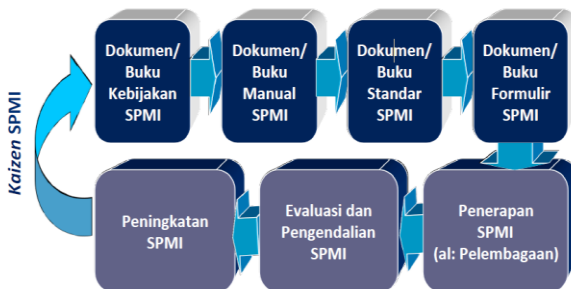 Kaizen SPMI
Dokumen/
Buku
Kebijakan
SPMI
Dokumen/
Buku
Manual
SPMI
Dokumen/
Buku
Standar
SPMI
Dokumen/
Buku
Formulir
SPMI
Penerapan
SPMI
(al: Pelembagaan)
Evaluasi dan
Pengendalian
SPMI
Peningkatan
SPMI